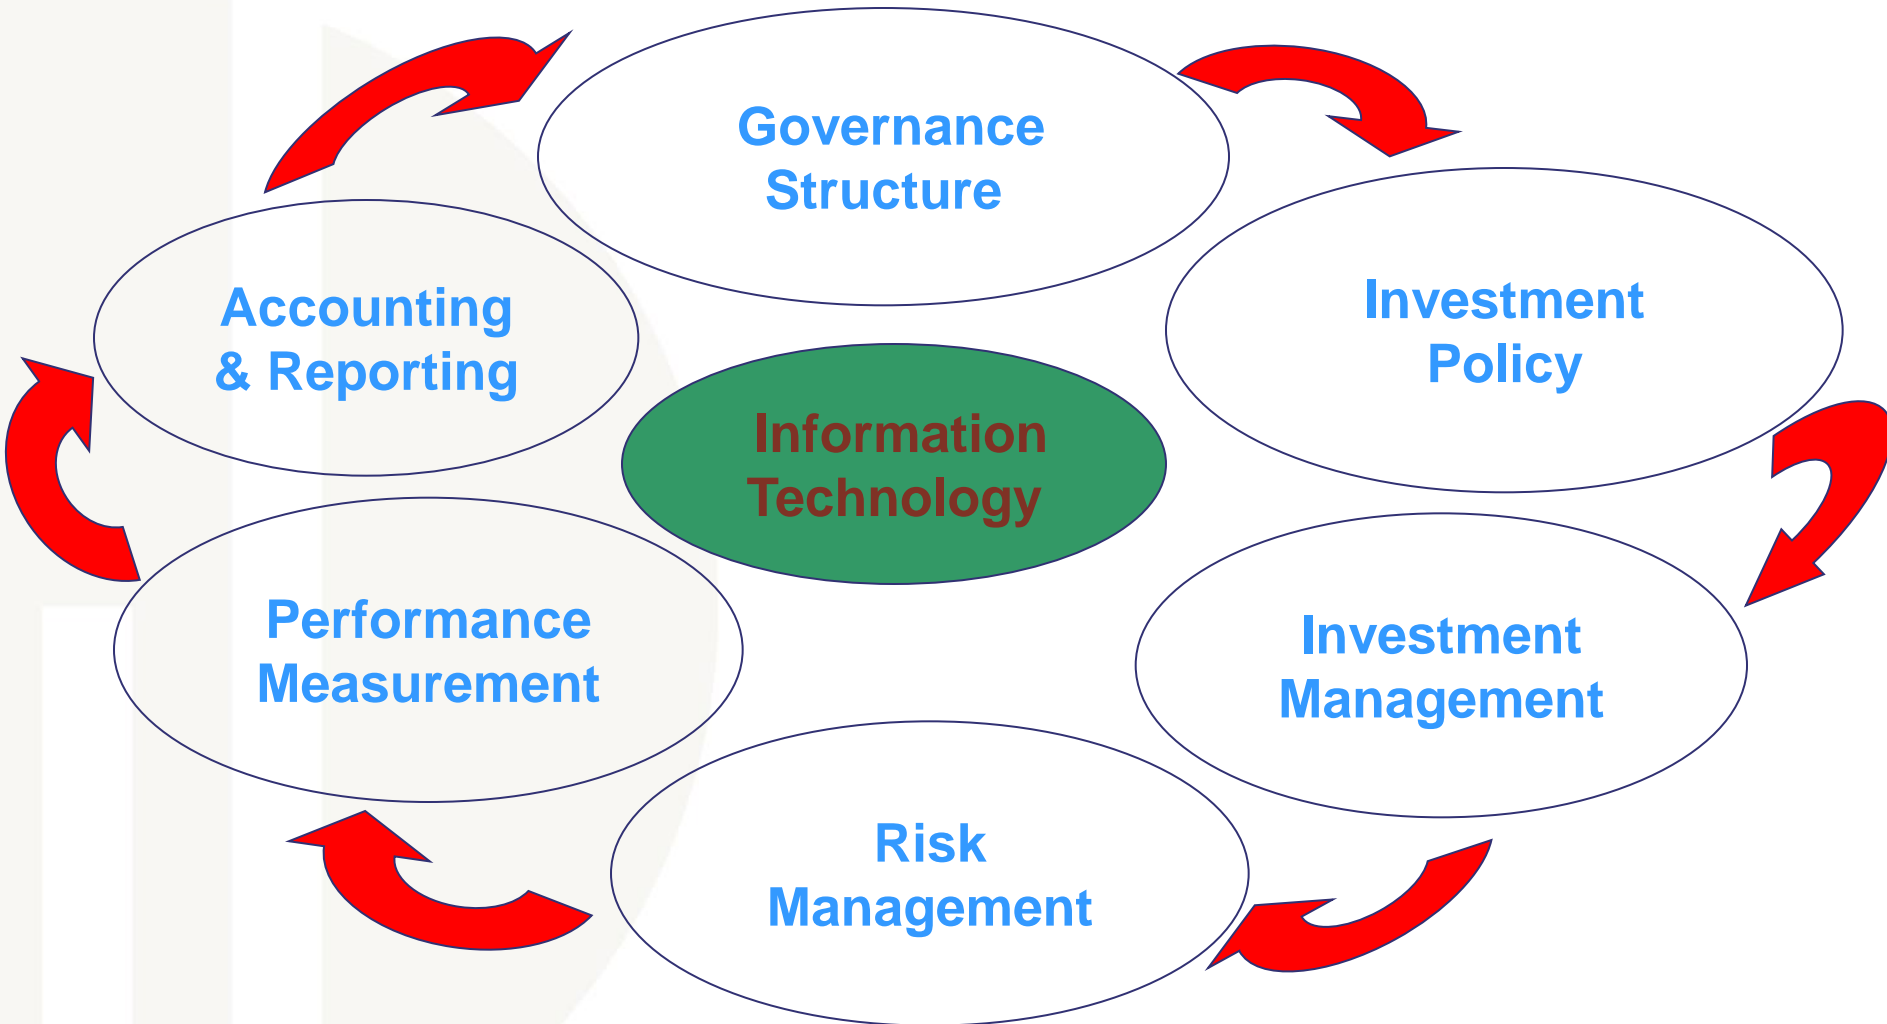 Governance
Structure
Investment
Policy
Investment
Management
Risk
Management
Performance
Measurement
Accounting
& Reporting
Information
Technology